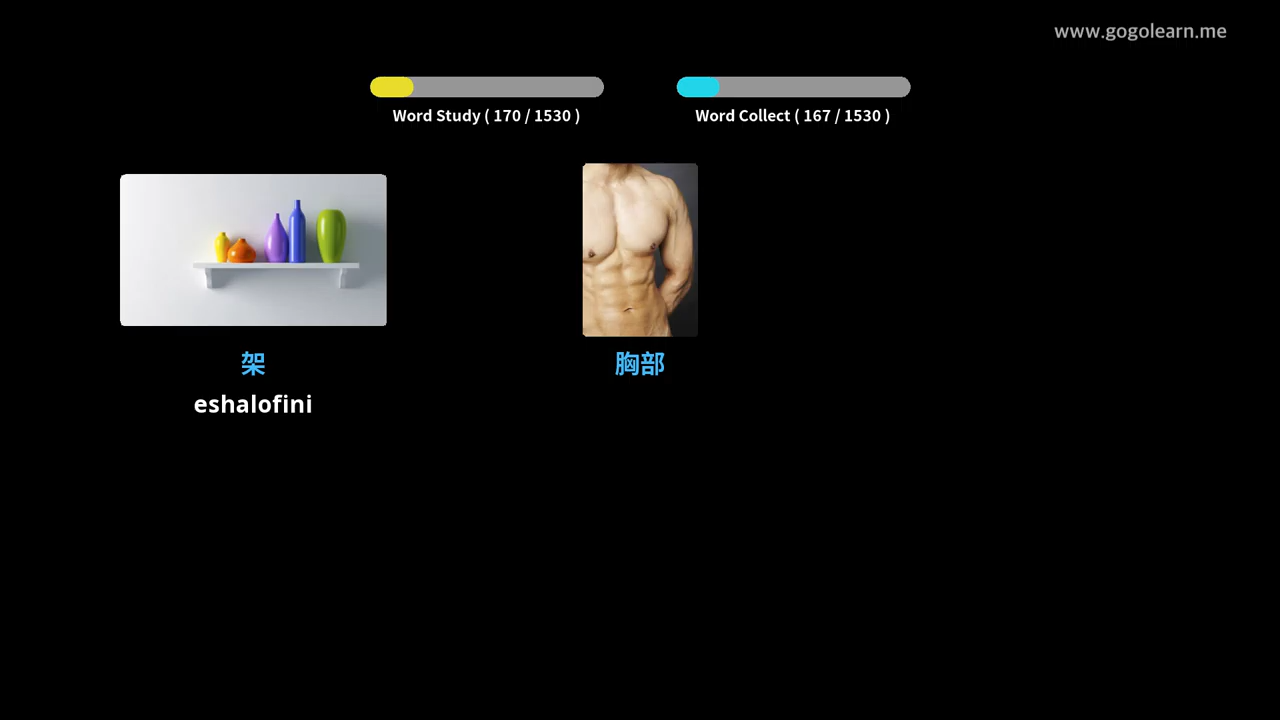 www.gogolearn.me
Word Study ( 170 / 1530 )
Word Collect ( 167 / 1530 )
架
eshalofini
胸部